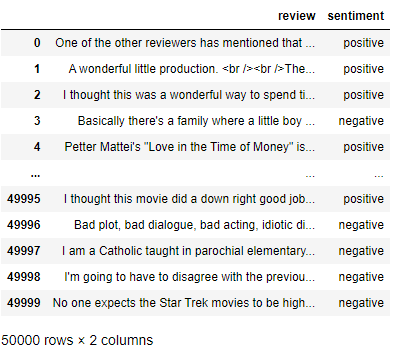 review sentiment
0 One of the other reviewers has mentioned that ... positive
1 A wonderful little production. <br /><br />The... positive
2 I thought this was a wonderful way to spend ti... positive
3 Basically there's a family where a little boy ... negative
4 Petter Mattei's "Love in the Time of Money" is... positive
... ... ...
49995 I thought this movie did a down right good job... positive
49996 Bad plot, bad dialogue, bad acting, idiotic di... negative
49997 I am a Catholic taught in parochial elementary... negative
49998 I'm going to have to disagree with the previou... negative
49999 No one expects the Star Trek movies to be high... negative
50000 rows × 2 columns